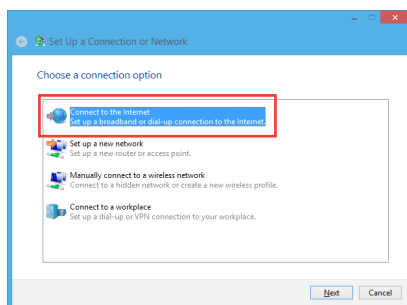 Set Up a Connection or Network
Choose a connection option
Connect to the Internet
Set up a broadband or dial-up connection to the Internet.
Set up a new network
Set up a new router or access point.
Manually connect to a wireless network
Connect to a hidden network or create a new wireless profile.
Connect to a workplace
Set up a dial-up or VPN connection to your workplace.
Next Cancel